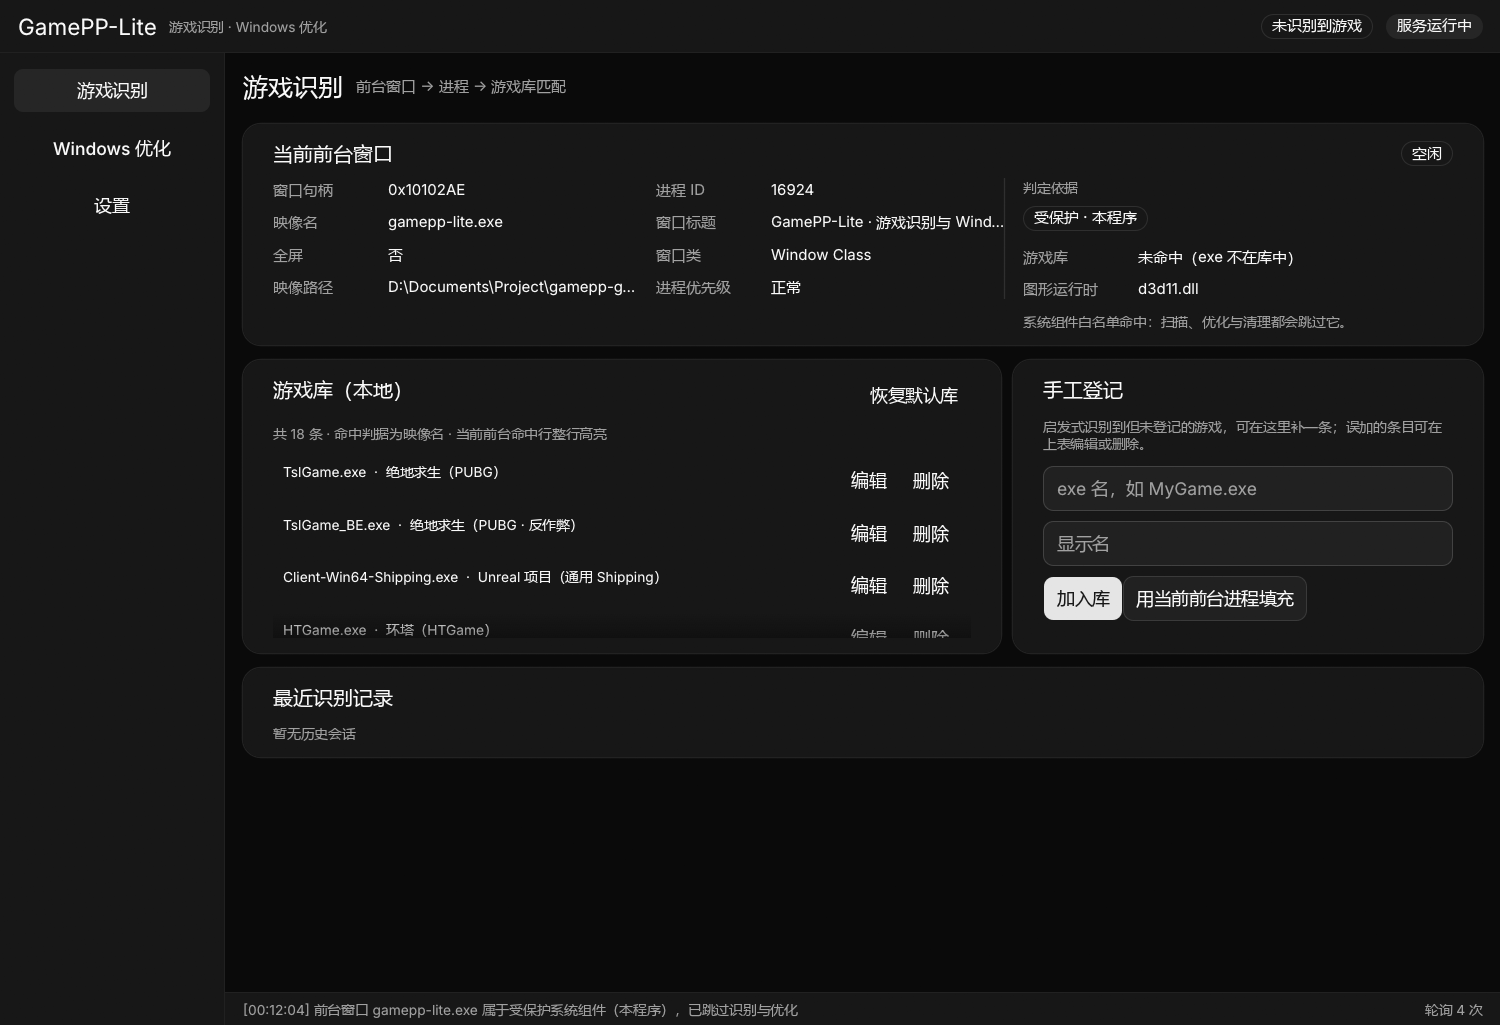 GamePP-Lite 游戏识别 · Windows 优化 未识别到游戏 服务运行中
游戏识别
Windows 优化
设置
游戏识别 前台窗口 → 进程 → 游戏库匹配
当前前台窗口 空闲
窗口句柄 0x10102AE 进程 ID 16924
映像名 gamepp-lite.exe 窗口标题 GamePP-Lite · 游戏识别与 Wind...
全屏 否 窗口类 Window Class
映像路径 D:\Documents\Project\gamepp-g... 进程优先级 正常
判定依据
受保护 · 本程序
游戏库 未命中（exe 不在库中）
图形运行时 d3d11.dll
系统组件白名单命中：扫描、优化与清理都会跳过它。
游戏库（本地） 恢复默认库
共 18 条 · 命中判据为映像名 · 当前前台命中行整行高亮
TslGame.exe · 绝地求生（PUBG） 编辑 删除
TslGame_BE.exe · 绝地求生（PUBG · 反作弊） 编辑 删除
Client-Win64-Shipping.exe · Unreal 项目（通用 Shipping） 编辑 删除
HTGame.exe · 环塔（HTGame） 编辑 删除
手工登记
启发式识别到但未登记的游戏，可在这里补一条；误加的条目可在
上表编辑或删除。
exe 名，如 MyGame.exe
显示名
加入库 用当前前台进程填充
最近识别记录
暂无历史会话
[00:12:04] 前台窗口 gamepp-lite.exe 属于受保护系统组件（本程序），已跳过识别与优化 轮询 4 次